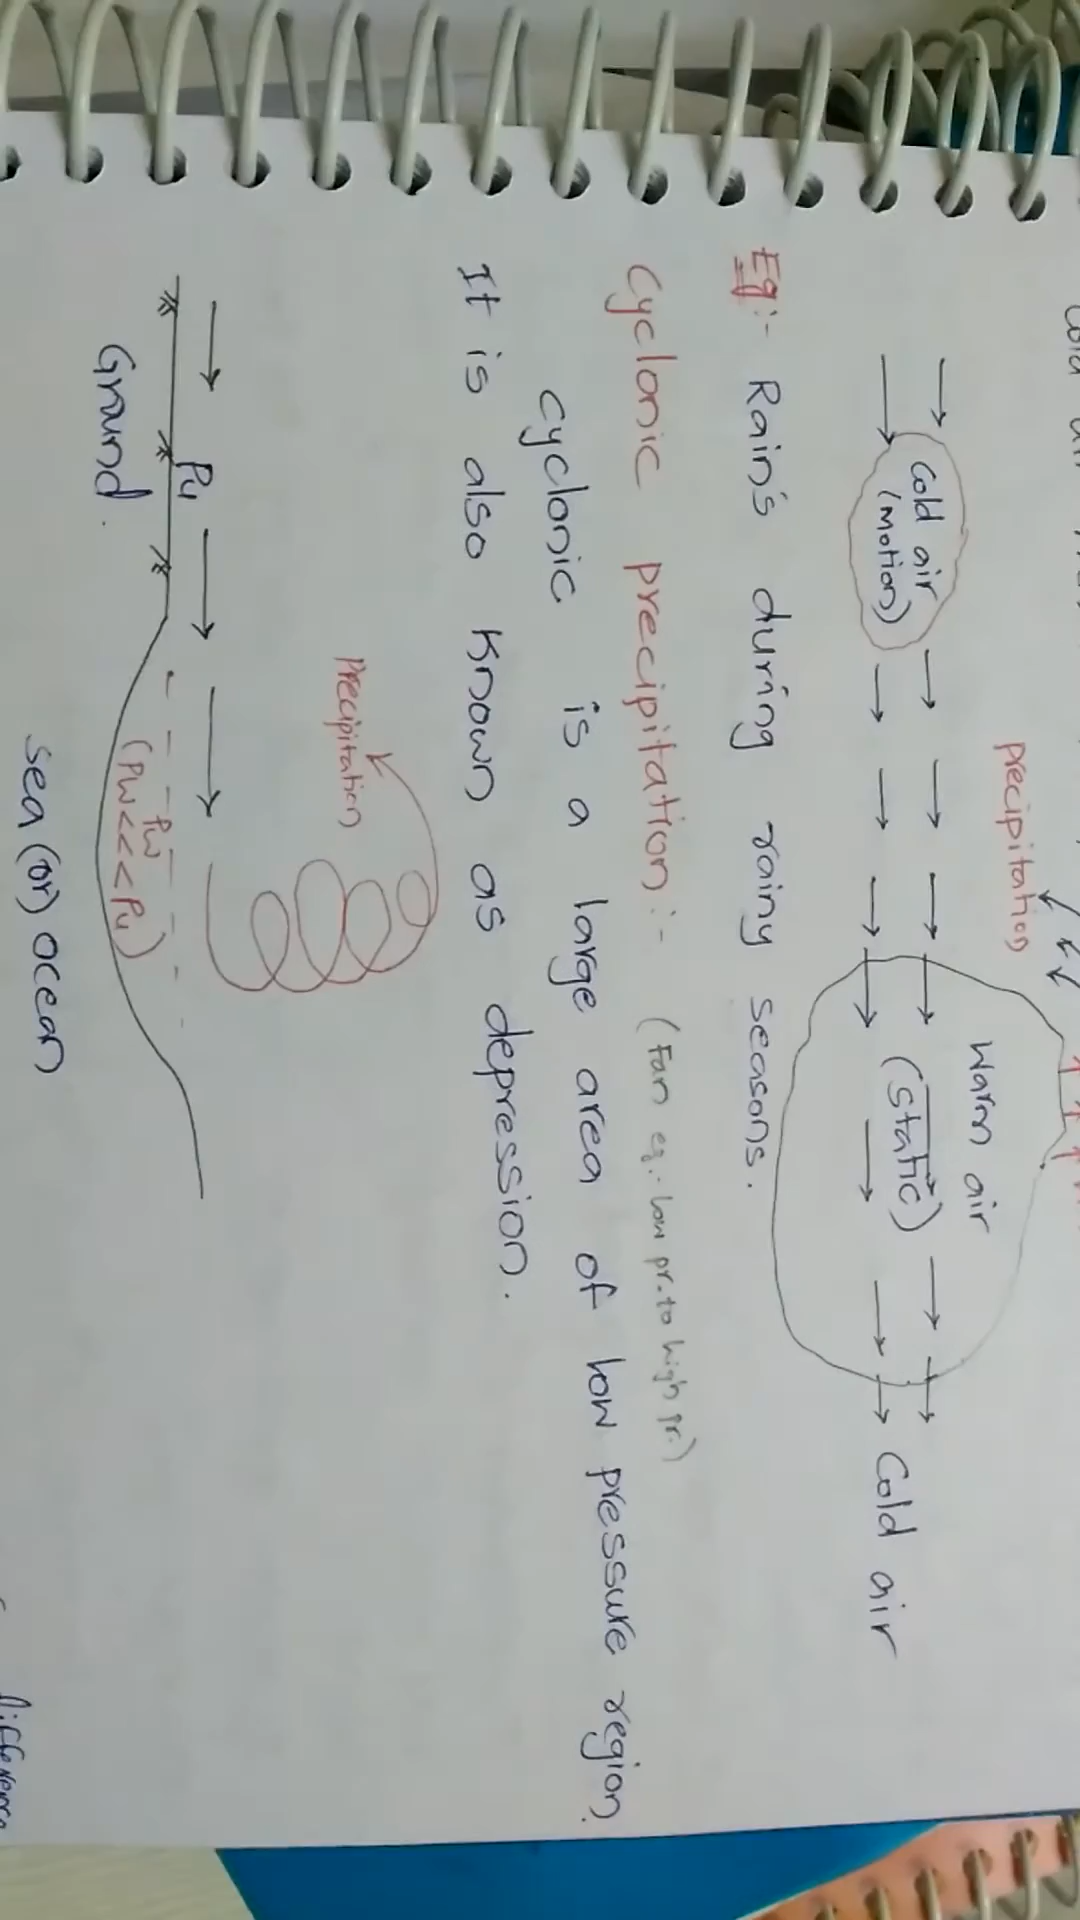 Precipitation
Cold air
(Motion)
Warm air
(Static)
Cold air
Eg:- Rains during rainy seasons.
Cyclonic precipitation:- (Fan eg:- low pr. to high pr.)
cyclonic is a large area of low pressure region.
It is also known as depression.
Precipitation
Pu
Pw
(Pw<<<Pu)
Ground.
sea (or) ocean